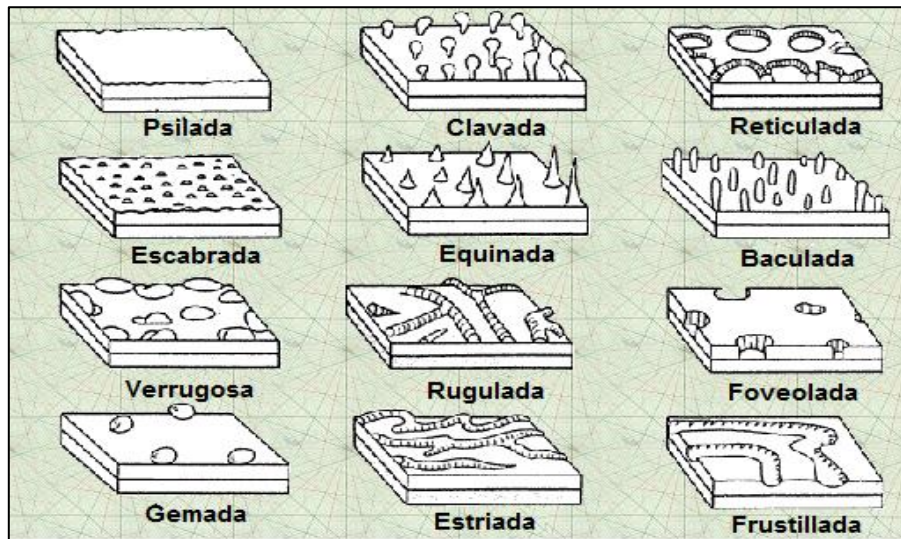 Psilada
Clavada
Reticulada
Escabrada
Equinada
Baculada
Verrugosa
Rugulada
Foveolada
Gemada
Estriada
Frustillada